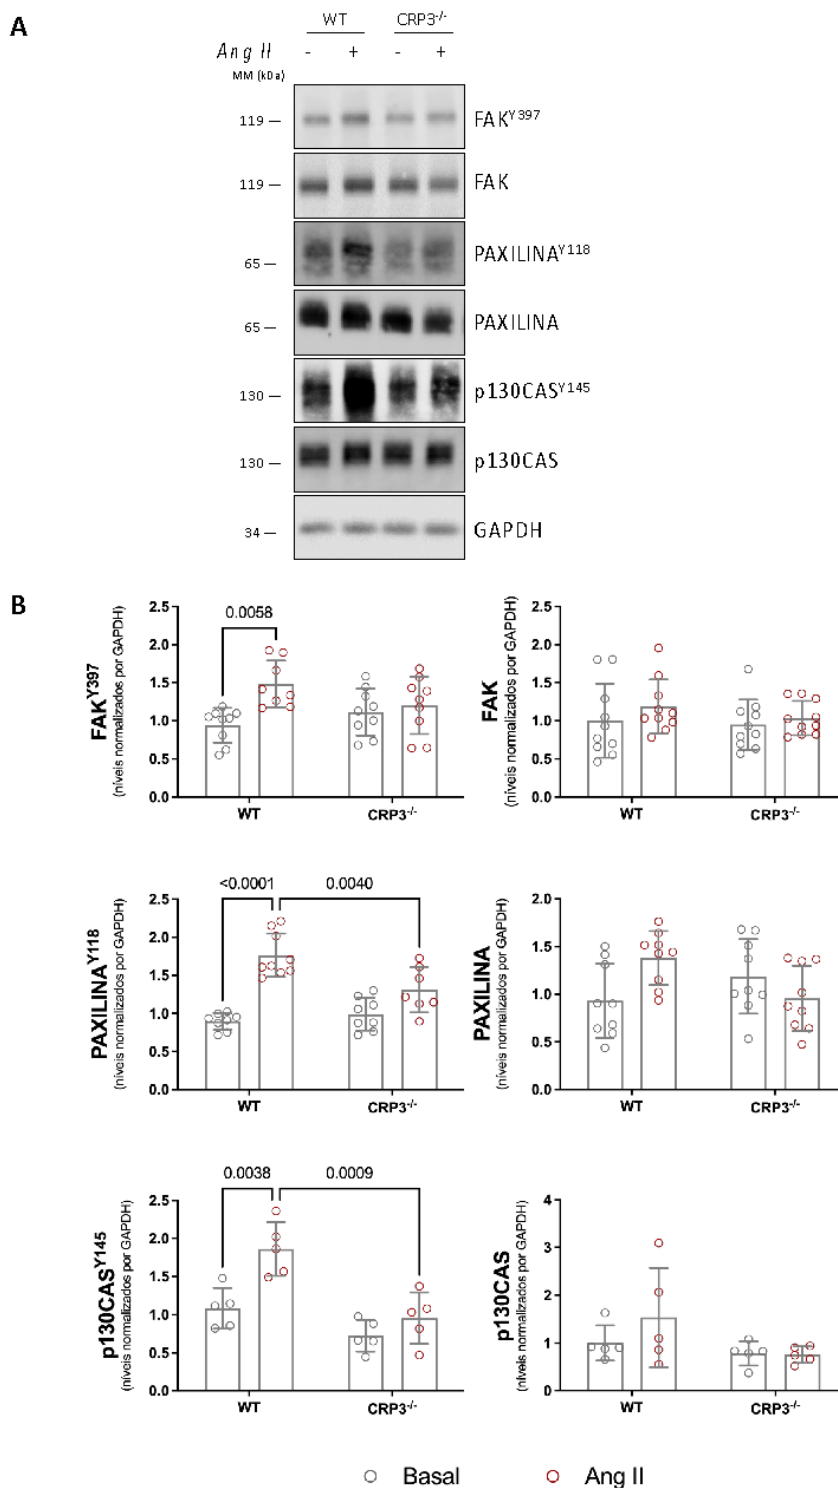 A
WT CRP3-/-
Ang II - + - +
MM (kDa)
119 — FAKY397
119 — FAK
65 — PAXILINAY118
65 — PAXILINA
130 — p130CASY145
130 — p130CAS
34 — GAPDH
B
FAKY397
(níveis normalizados por GAPDH)
2.5
2.0
1.5
1.0
0.5
0.0
0.0058
WT CRP3-/-
FAK
(níveis normalizados por GAPDH)
2.5
2.0
1.5
1.0
0.5
0.0
WT CRP3-/-
PAXILINAY118
(níveis normalizados por GAPDH)
2.5
2.0
1.5
1.0
0.5
0.0
<0.0001 0.0040
WT CRP3-/-
PAXILINA
(níveis normalizados por GAPDH)
2.0
1.5
1.0
0.5
0.0
WT CRP3-/-
p130CASY145
(níveis normalizados por GAPDH)
2.5
2.0
1.5
1.0
0.5
0.0
0.0038 0.0009
WT CRP3-/-
p130CAS
(níveis normalizados por GAPDH)
4
3
2
1
0
WT CRP3-/-
Basal Ang II